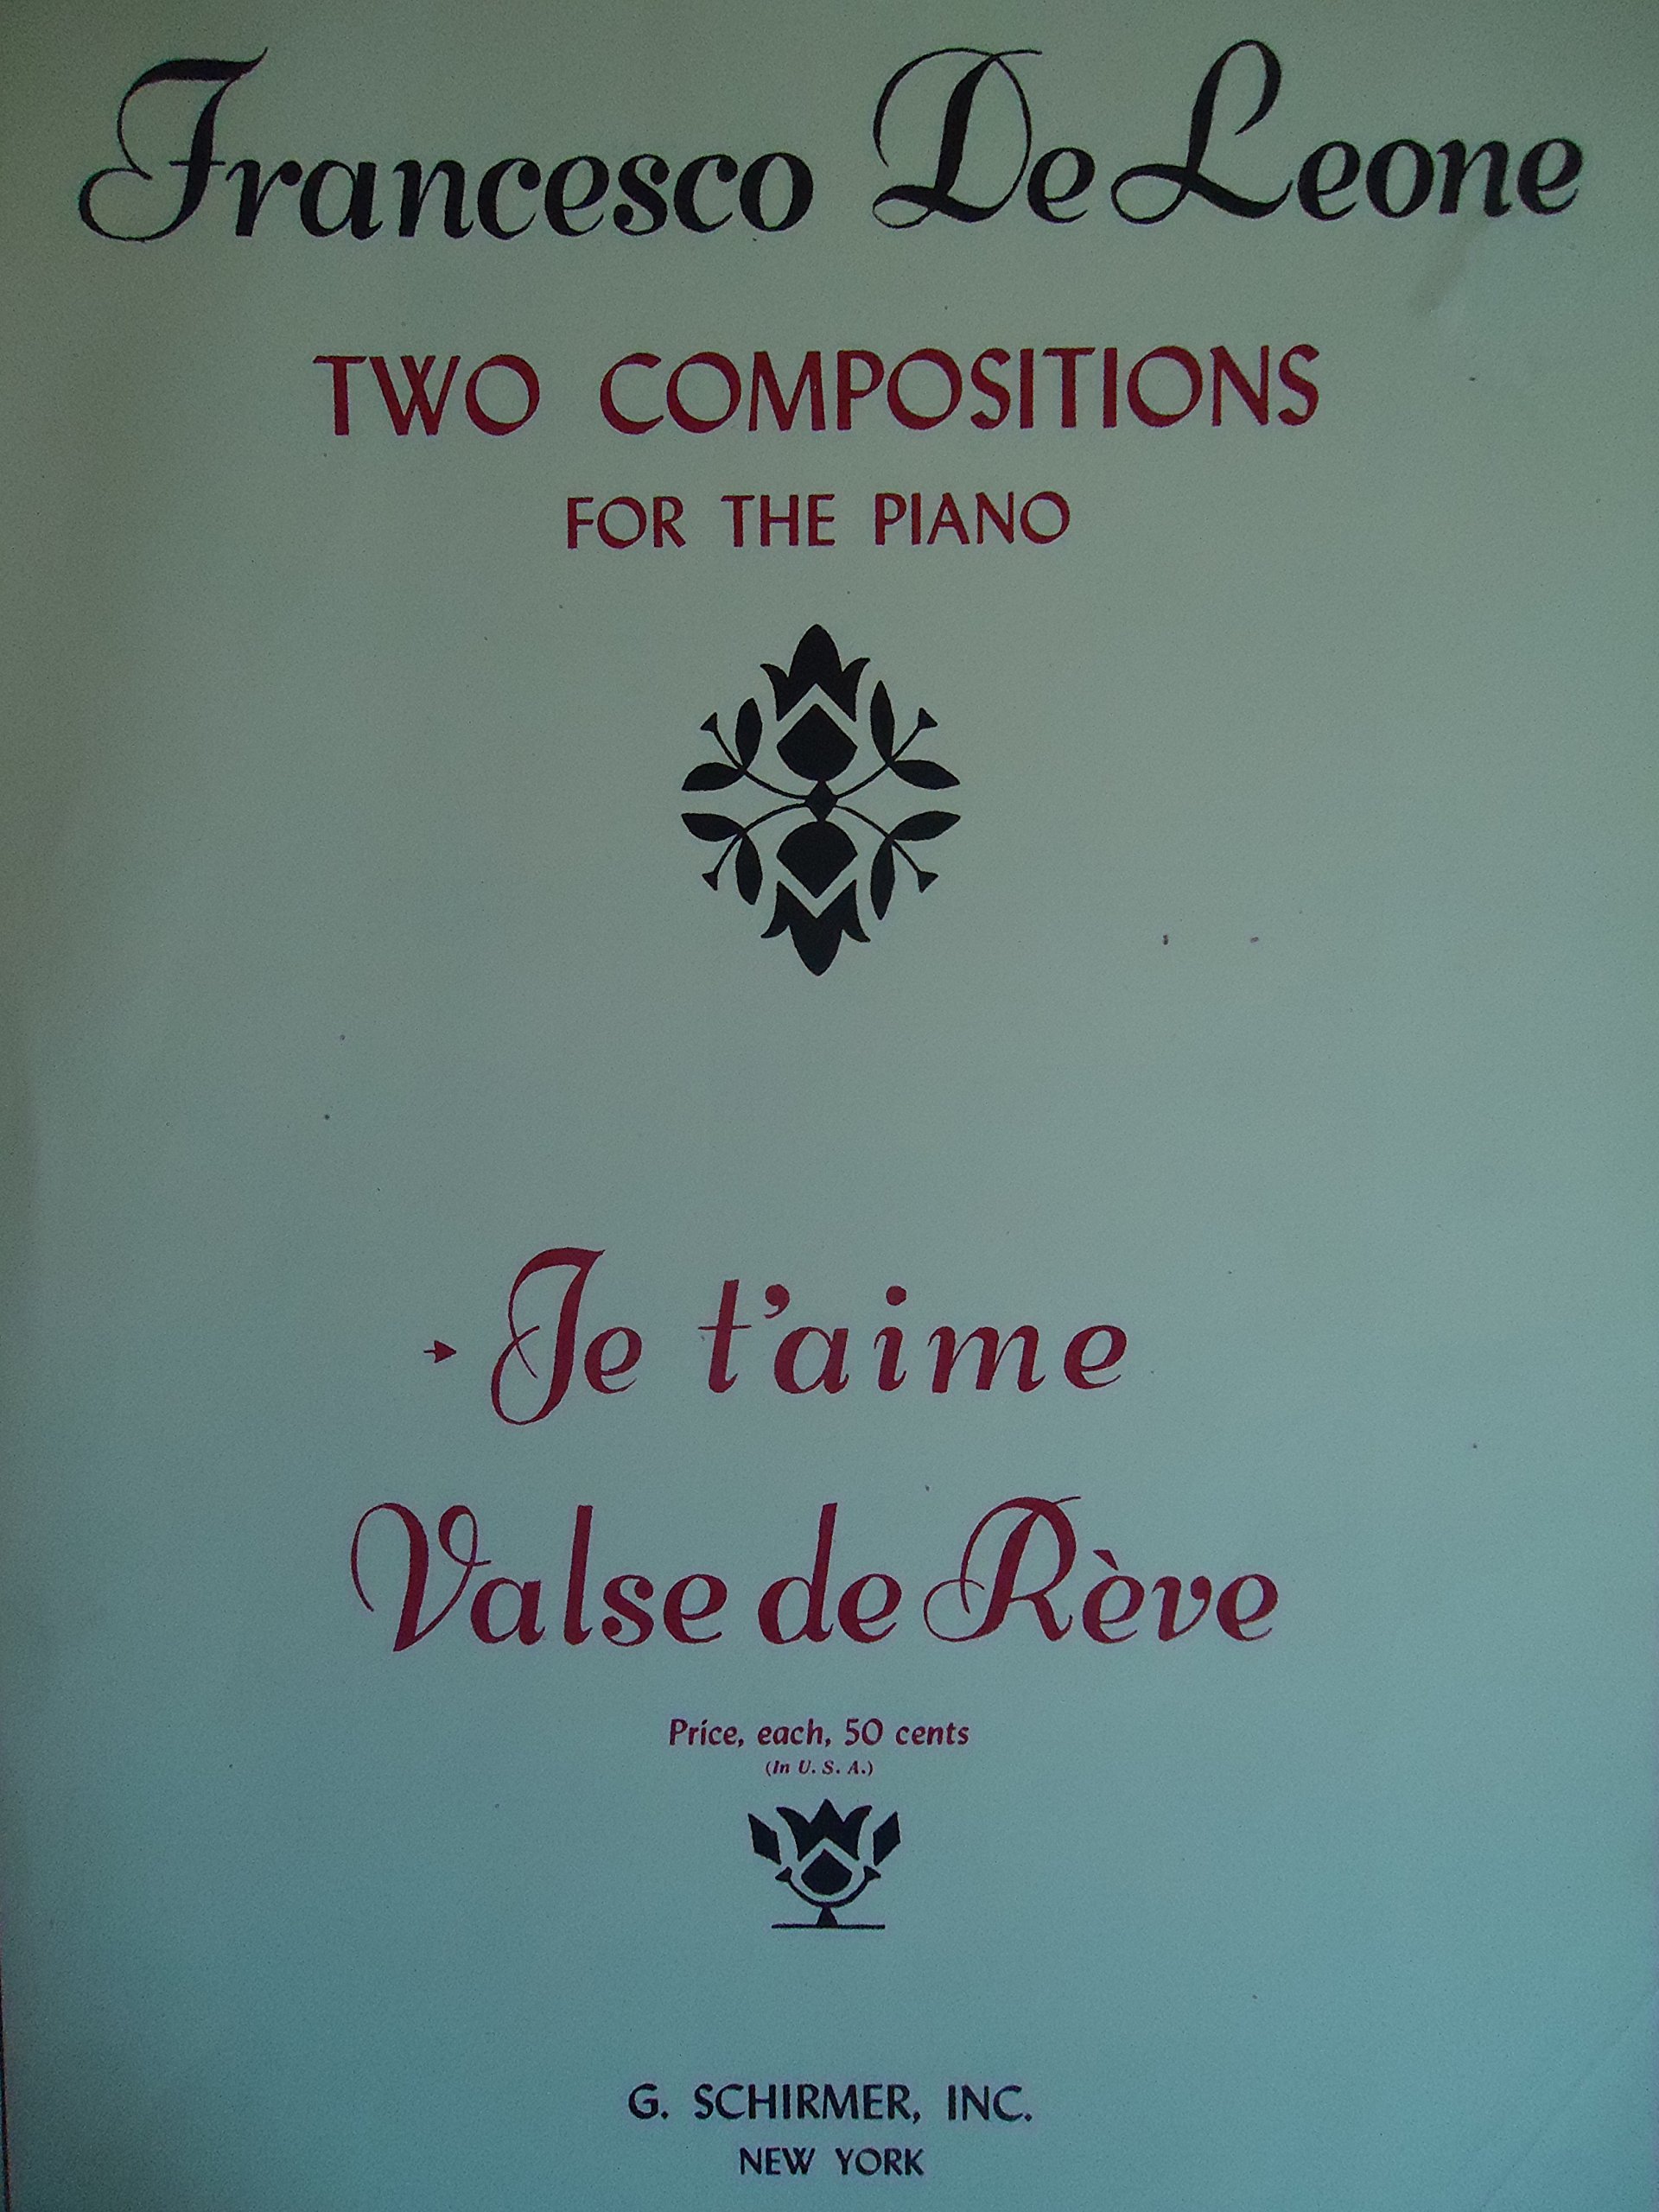 Francesco De Leone
TWO COMPOSITIONS
FOR THE PIANO
Je t'aime
Valse de Rève
Price, each, 50 cents
(In U. S. A.)
G. SCHIRMER, INC.
NEW YORK